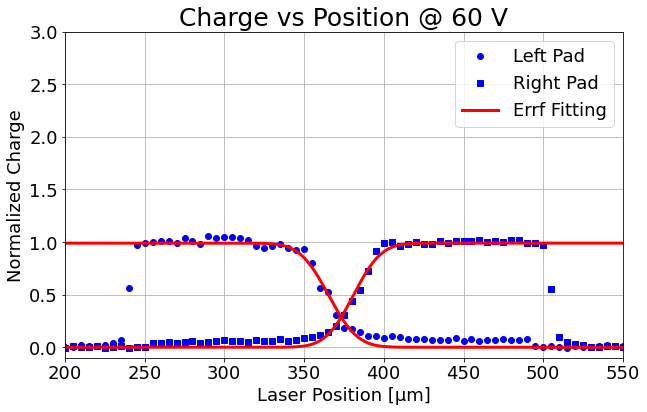 Charge vs Position @ 60 V
Normalized Charge
3.0
2.5
2.0
1.5
1.0
0.5
0.0
Left Pad
Right Pad
Errf Fitting
200 250 300 350 400 450 500 550
Laser Position [μm]